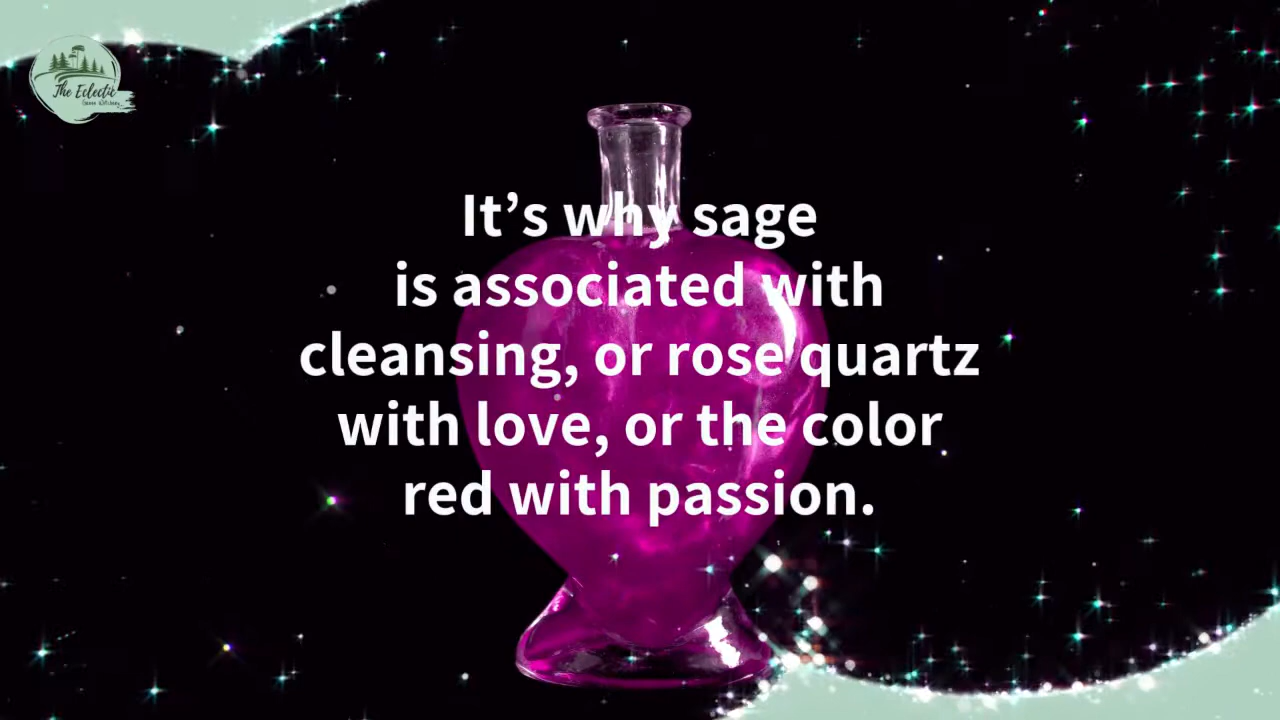 The Eclectic
It’s why sage
is associated with
cleansing, or rose quartz
with love, or the color
red with passion.